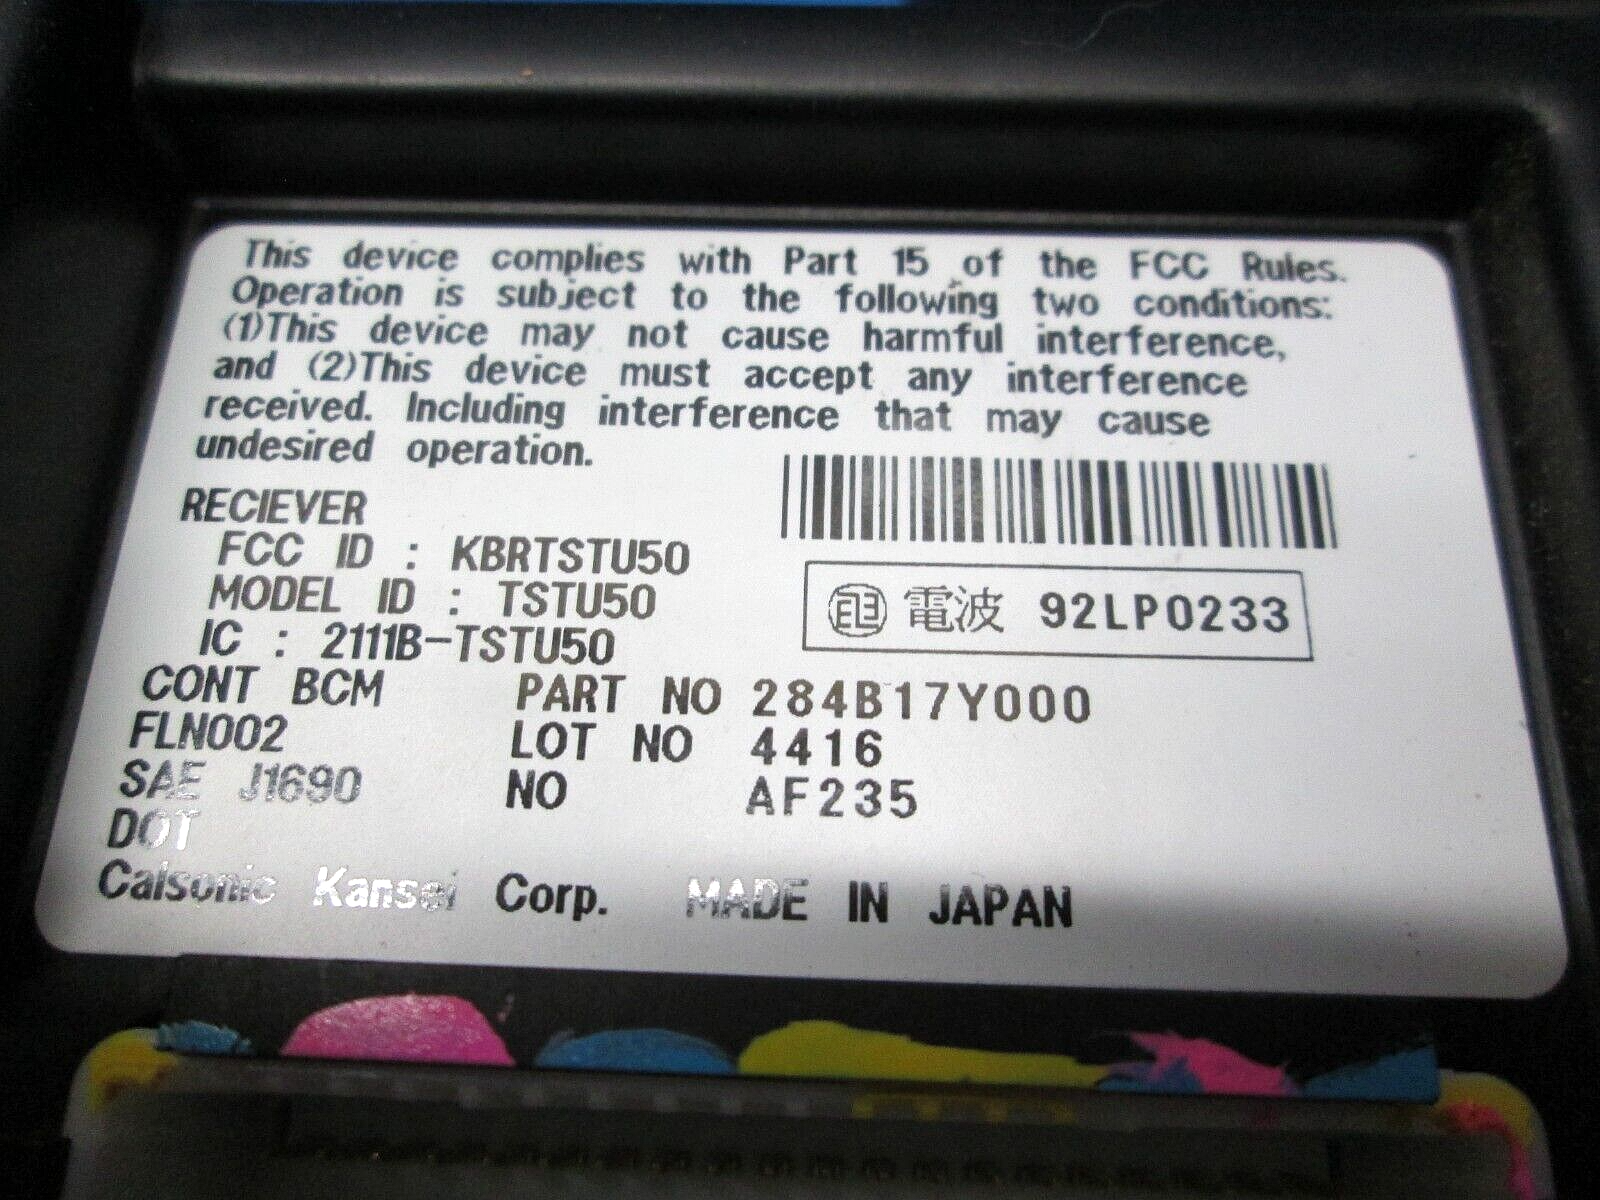 This device complies with Part 15 of the FCC Rules.
Operation is subject to the following two conditions:
(1)This device may not cause harmful interference,
and (2)This device must accept any interference
received. Including interference that may cause
undesired operation.
RECIEVER
FCC ID : KBRTSTU50
MODEL ID : TSTU50
IC : 2111B-TSTU50
電波 92LP0233
CONT BCM PART NO 284B17Y000
FLN002 LOT NO 4416
SAE J1690 NO AF235
DOT
Calsonic Kansei Corp. MADE IN JAPAN